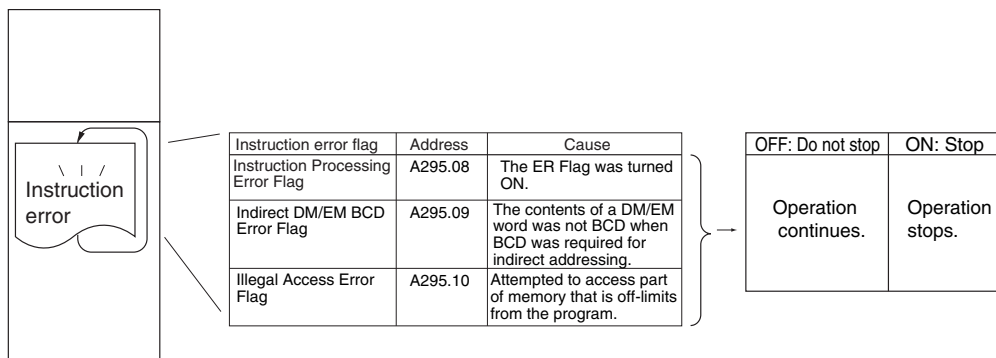 Instruction
error
Instruction error flag Address Cause
Instruction Processing
Error Flag
A295.08
The ER Flag was turned
ON.
Indirect DM/EM BCD
Error Flag
A295.09
The contents of a DM/EM
word was not BCD when
BCD was required for
indirect addressing.
Illegal Access Error
Flag
A295.10
Attempted to access part
of memory that is off-limits
from the program.
OFF: Do not stop ON: Stop
Operation
continues.
Operation
stops.